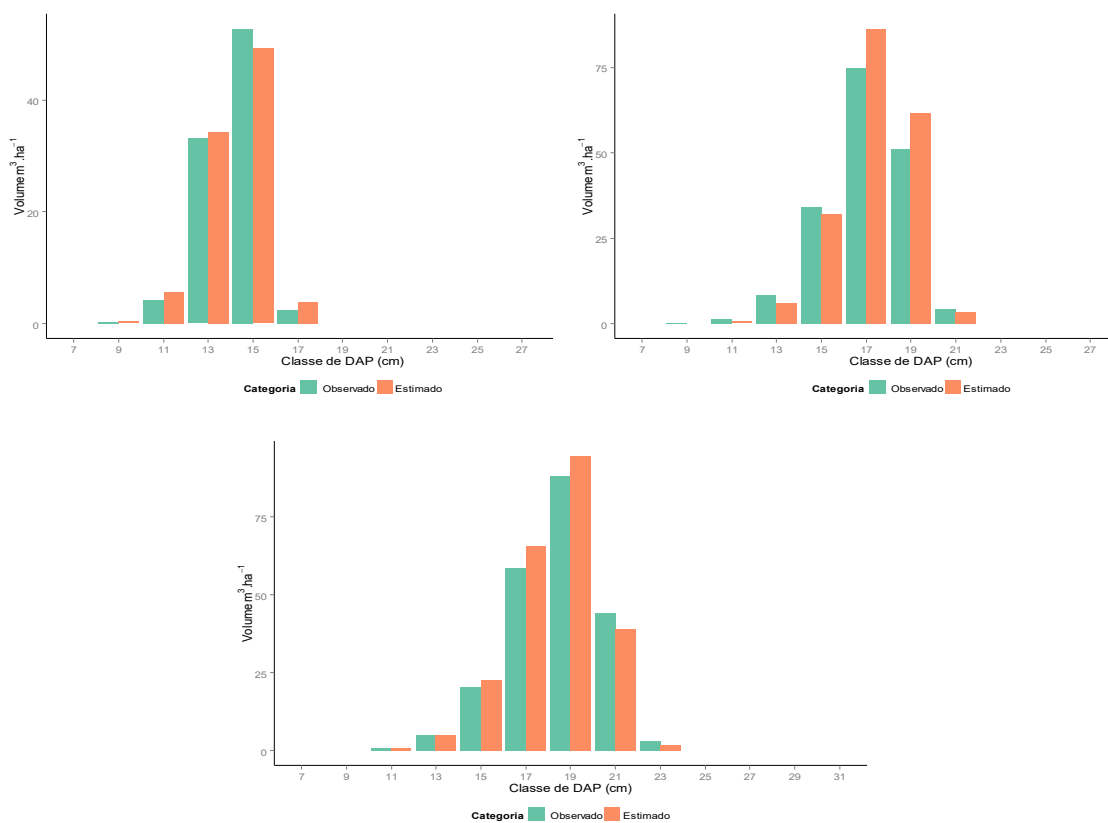 40
20
0
Volume m³.ha⁻¹
7 9 11 13 15 17 19 21 23 25 27
Classe de DAP (cm)
Categoria Observado Estimado
75
50
25
0
Volume m³.ha⁻¹
7 9 11 13 15 17 19 21 23 25 27
Classe de DAP (cm)
Categoria Observado Estimado
75
50
25
0
Volume m³.ha⁻¹
7 9 11 13 15 17 19 21 23 25 27 29 31
Classe de DAP (cm)
Categoria Observado Estimado